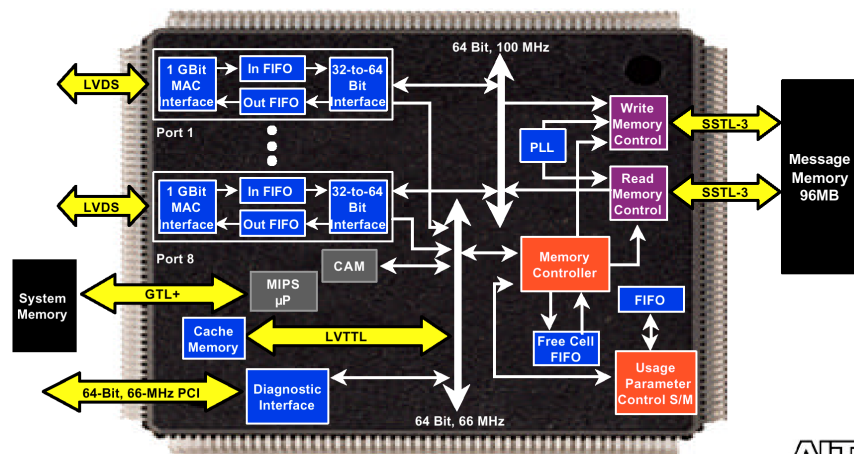 64 Bit, 100 MHz
LVDS
1 GBit
MAC
Interface
In FIFO
Out FIFO
32-to-64
Bit
Interface
Port 1
PLL
Write
Memory
Control
SSTL-3
Message
Memory
96MB
LVDS
1 GBit
MAC
Interface
In FIFO
Out FIFO
32-to-64
Bit
Interface
Port 8
Read
Memory
Control
SSTL-3
CAM
Memory
Controller
System
Memory
GTL+
MIPS
µP
FIFO
Cache
Memory
LVTTL
Free Cell
FIFO
Usage
Parameter
Control S/M
64-Bit, 66-MHz PCI
Diagnostic
Interface
64 Bit, 66 MHz